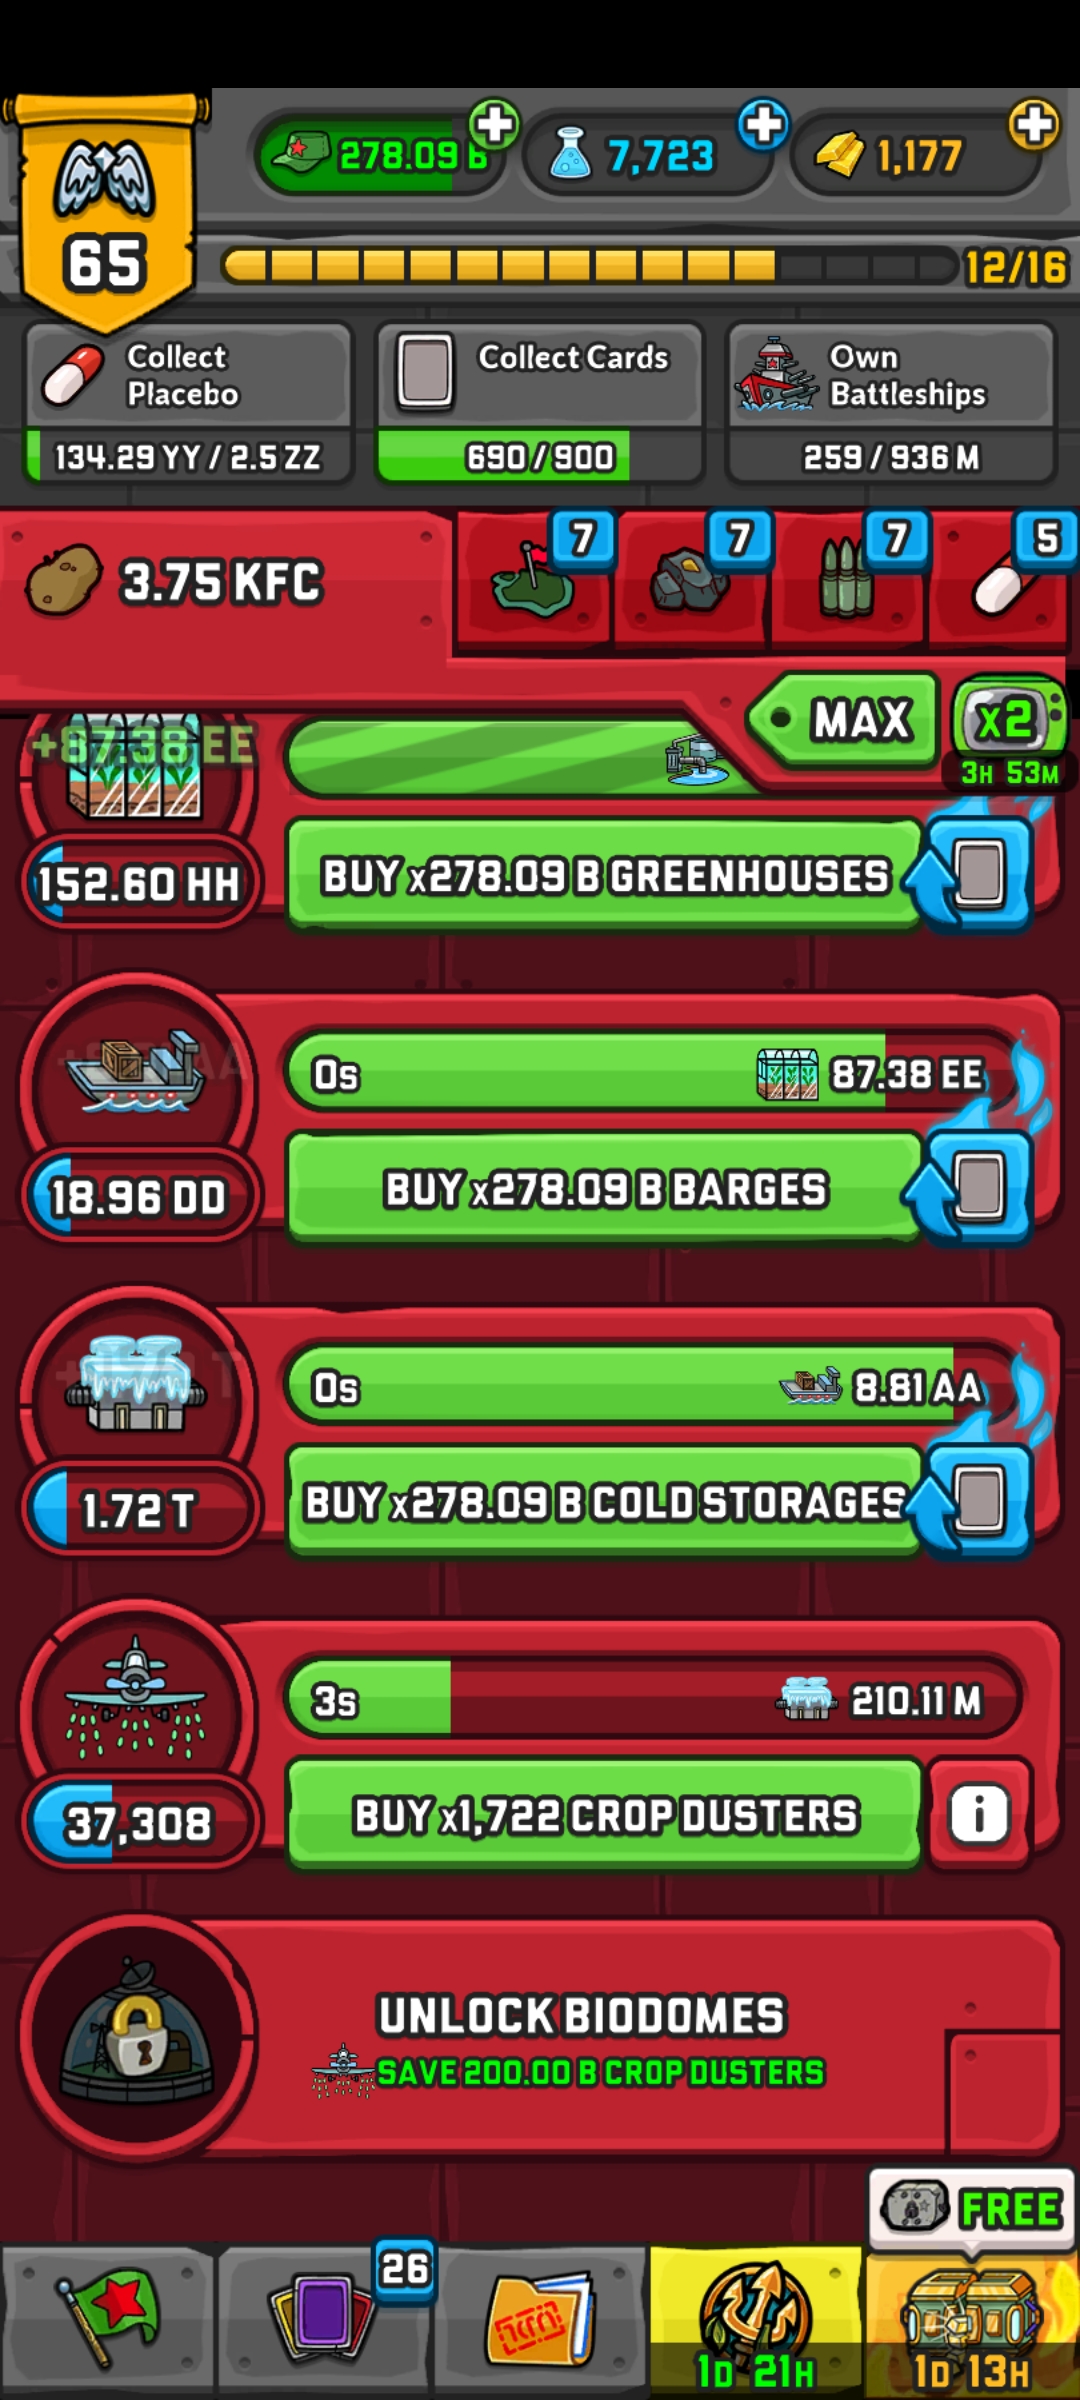 278.09 B
7,723
1,177
65
12/16
Collect
Placebo
134.29 YY / 2.5 ZZ
Collect Cards
690 / 900
Own
Battleships
259 / 936 M
3.75 KFC
7
7
7
5
MAX
x2
3H 53M
+87.38 EE
152.60 HH
BUY x278.09 B GREENHOUSES
0s
87.38 EE
18.96 DD
BUY x278.09 B BARGES
0s
8.81 AA
1.72 T
BUY x278.09 B COLD STORAGES
3s
210.11 M
37,308
BUY x1,722 CROP DUSTERS
i
UNLOCK BIODOMES
SAVE 200.00 B CROP DUSTERS
FREE
26
1D 21H
1D 13H